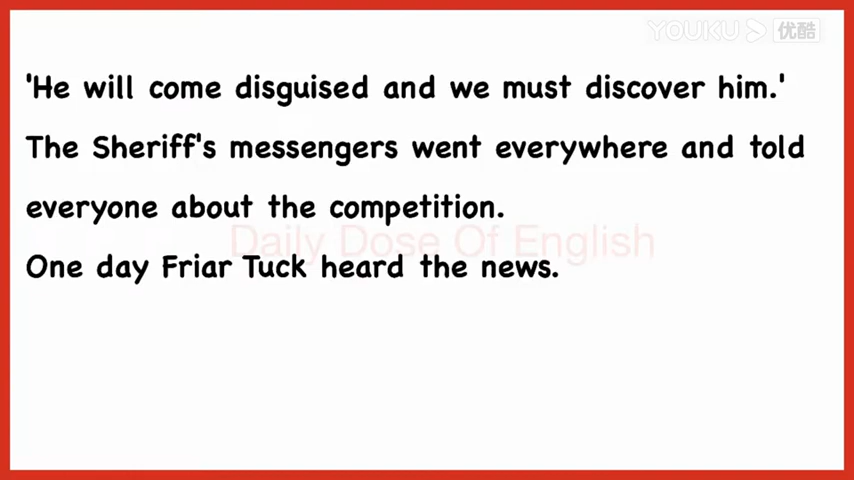 YOUKU 优酷
'He will come disguised and we must discover him.'
The Sheriff's messengers went everywhere and told
everyone about the competition.
Daily Dose Of English
One day Friar Tuck heard the news.